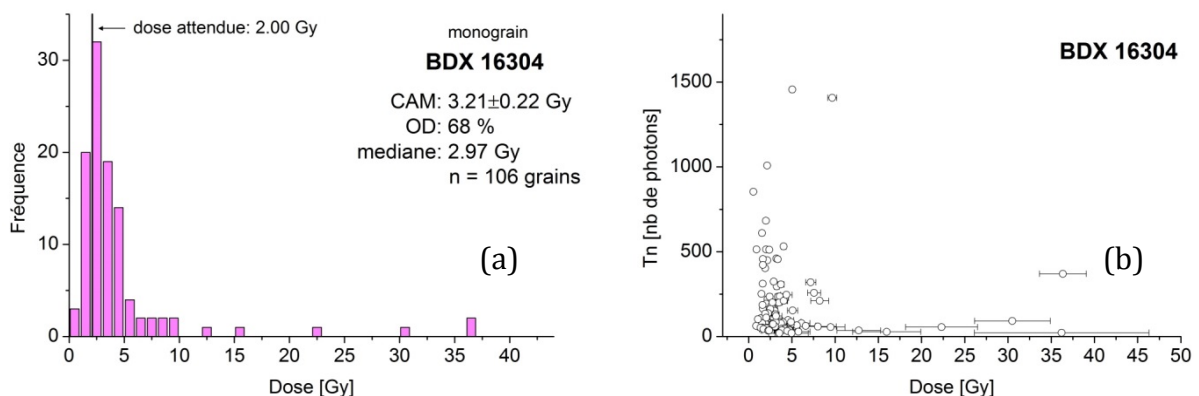 dose attendue: 2.00 Gy
monograin
BDX 16304
CAM: 3.21±0.22 Gy
OD: 68 %
mediane: 2.97 Gy
n = 106 grains
(a)
Fréquence
30
20
10
0
0 5 10 15 20 25 30 35 40
Dose [Gy]
BDX 16304
(b)
Tn [nb de photons]
1500
1000
500
0
0 5 10 15 20 25 30 35 40 45 50
Dose [Gy]